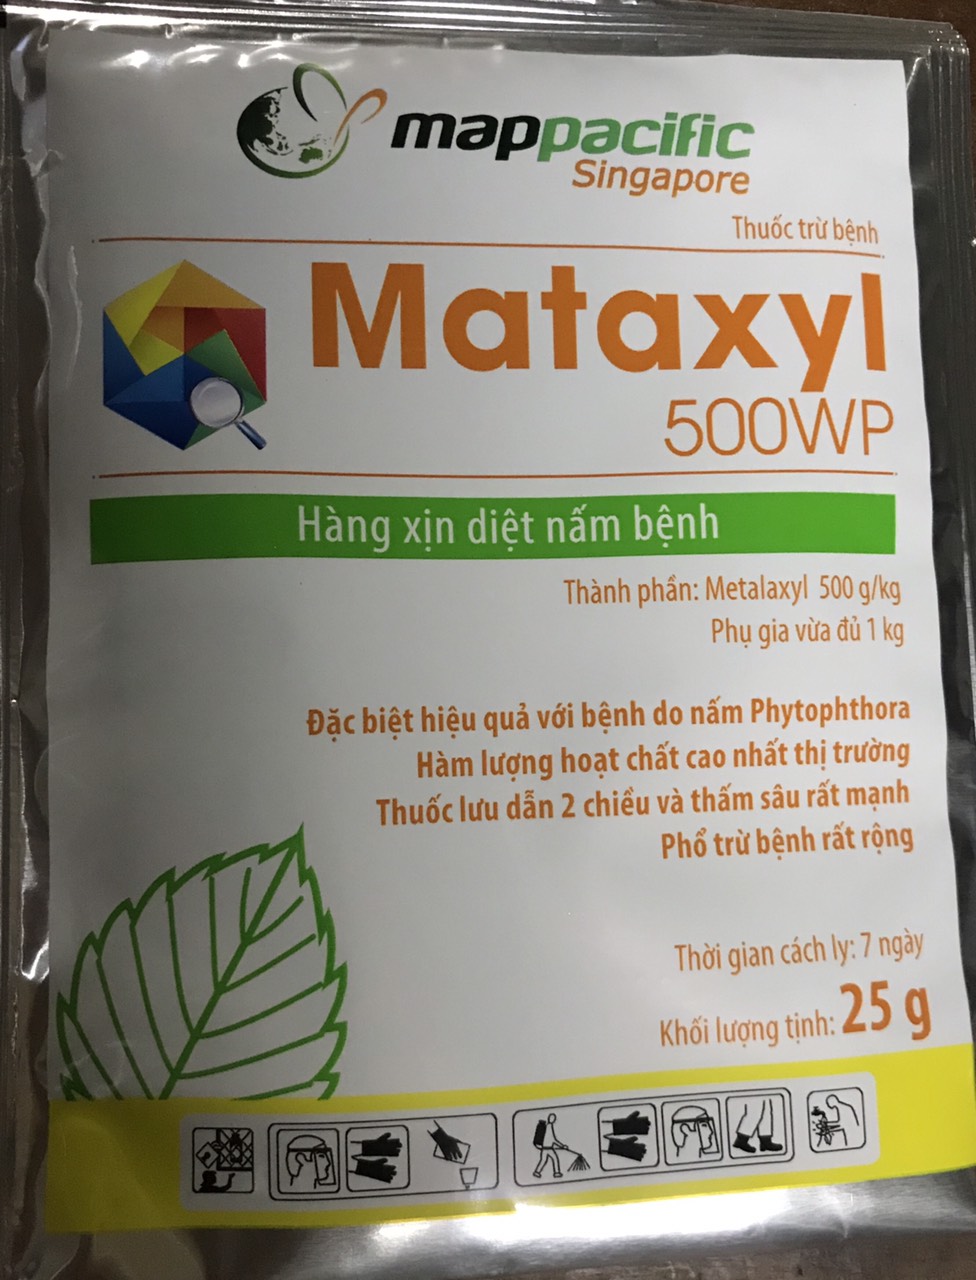 mappacific
Singapore
Thuốc trừ bệnh
Mataxyl
500WP
Hàng xịn diệt nấm bệnh
Thành phần: Metalaxyl 500 g/kg
Phụ gia vừa đủ 1 kg
Đặc biệt hiệu quả với bệnh do nấm Phytophthora
Hàm lượng hoạt chất cao nhất thị trường
Thuốc lưu dẫn 2 chiều và thấm sâu rất mạnh
Phổ trừ bệnh rất rộng
Thời gian cách ly: 7 ngày
Khối lượng tịnh: 25 g